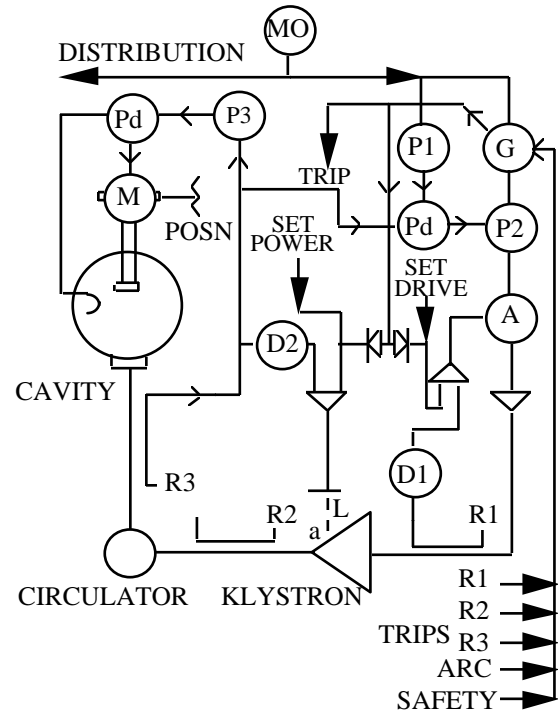 MO
DISTRIBUTION
Pd
P3
P1
G
TRIP
M
POSN
Pd
P2
SET
POWER
SET
DRIVE
A
D2
CAVITY
D1
R3
R2
L
R1
a
CIRCULATOR
KLYSTRON
R1
R2
TRIPS
R3
ARC
SAFETY